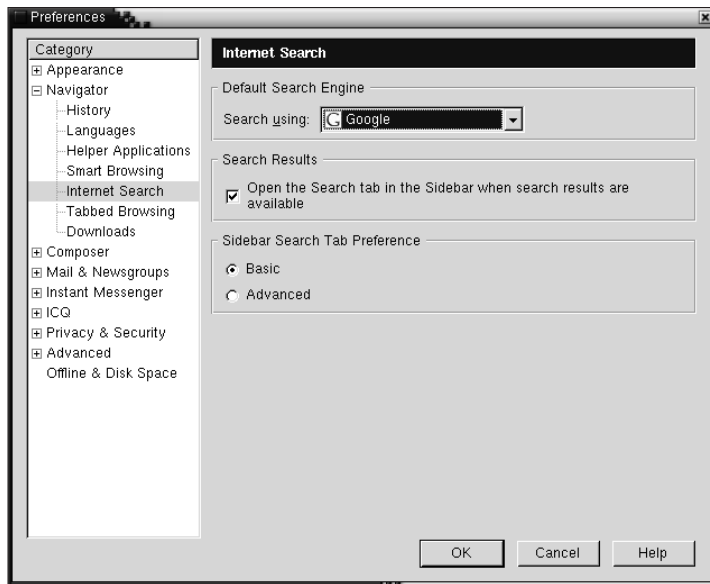 Preferences
Category
Appearance
Navigator
History
Languages
Helper Applications
Smart Browsing
Internet Search
Tabbed Browsing
Downloads
Composer
Mail & Newsgroups
Instant Messenger
ICQ
Privacy & Security
Advanced
Offline & Disk Space
Internet Search
Default Search Engine
Search using: G Google
Search Results
Open the Search tab in the Sidebar when search results are
available
Sidebar Search Tab Preference
Basic
Advanced
OK Cancel Help